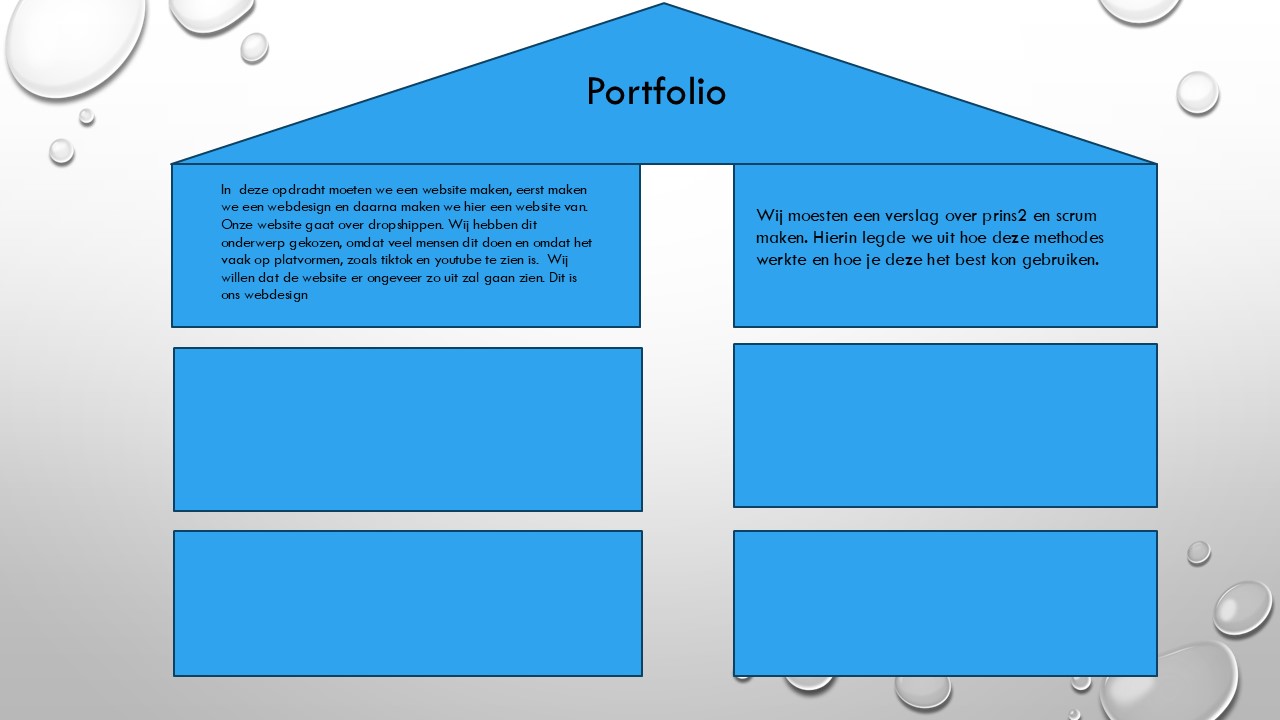 Portfolio
In  deze opdracht moeten we een website maken, eerst maken
we een webdesign en daarna maken we hier een website van.
Onze website gaat over dropshippen. Wij hebben dit
onderwerp gekozen, omdat veel mensen dit doen en omdat het
vaak op platvormen, zoals tiktok en youtube te zien is.  Wij
willen dat de website er ongeveer zo uit zal gaan zien. Dit is
ons webdesign
Wij moesten een verslag over prins2 en scrum
maken. Hierin legde we uit hoe deze methodes
werkte en hoe je deze het best kon gebruiken.